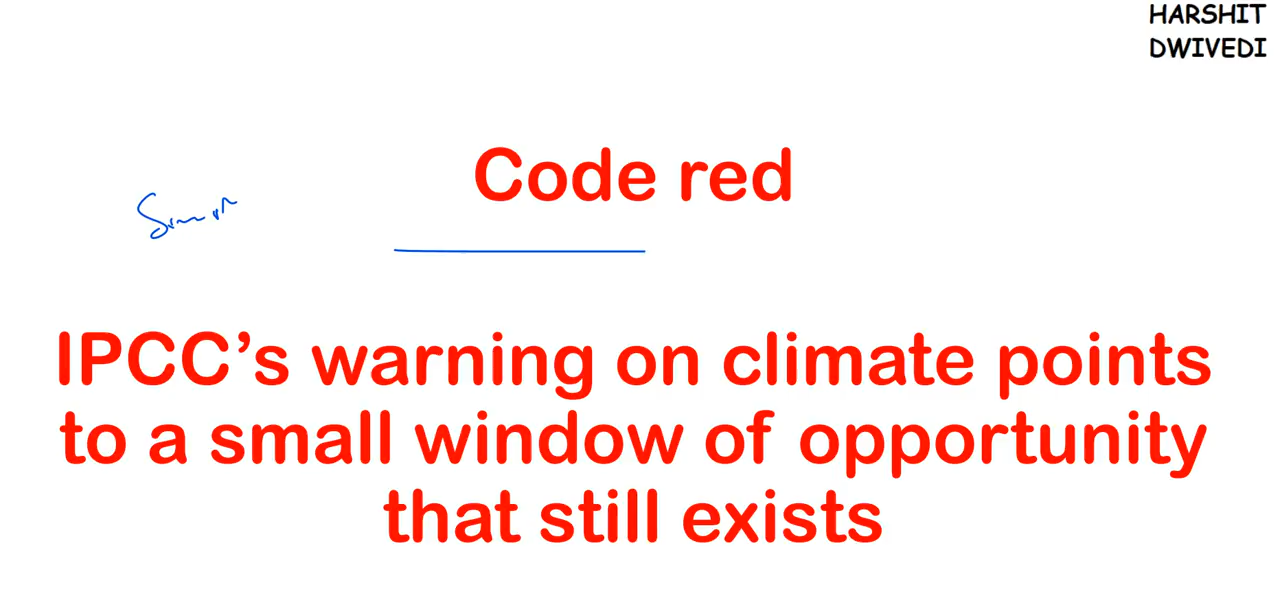 HARSHIT
DWIVEDI
Code red
IPCC’s warning on climate points
to a small window of opportunity
that still exists